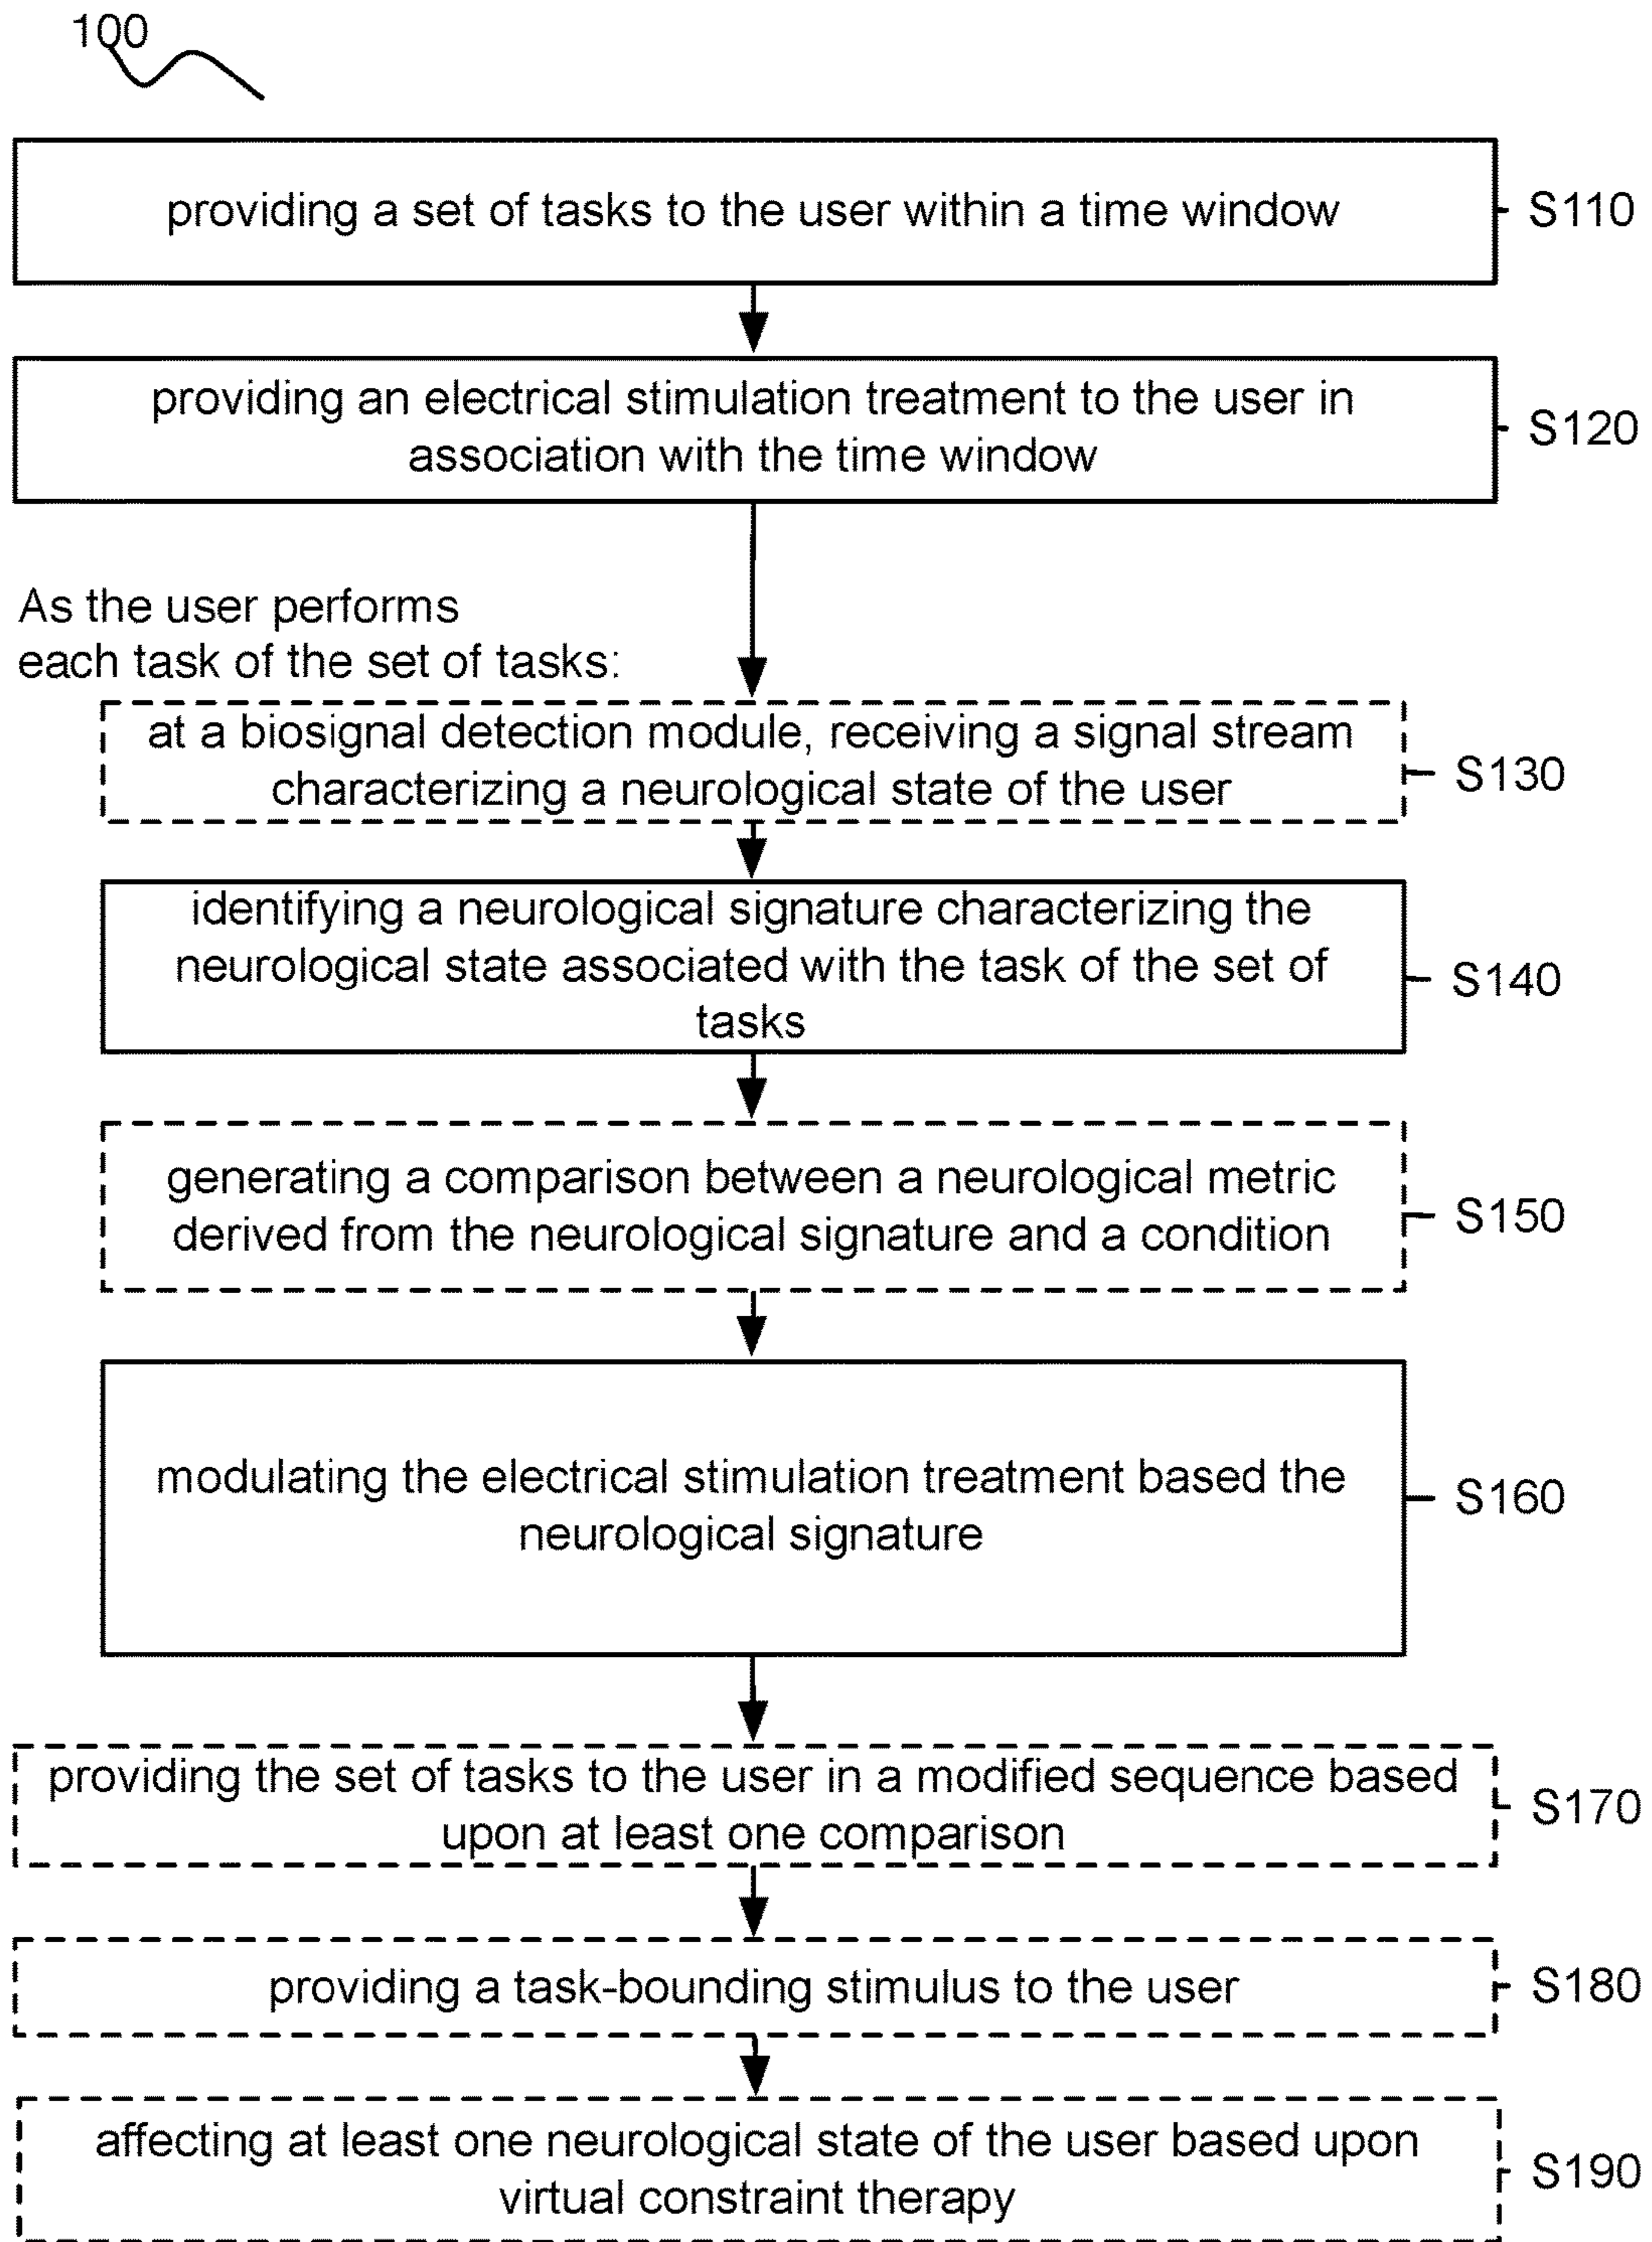 100
providing a set of tasks to the user within a time window
S110
providing an electrical stimulation treatment to the user in
association with the time window
S120
As the user performs
each task of the set of tasks:
at a biosignal detection module, receiving a signal stream
characterizing a neurological state of the user
S130
identifying a neurological signature characterizing the
neurological state associated with the task of the set of
tasks
S140
generating a comparison between a neurological metric
derived from the neurological signature and a condition
S150
modulating the electrical stimulation treatment based the
neurological signature
S160
providing the set of tasks to the user in a modified sequence based
upon at least one comparison
S170
providing a task-bounding stimulus to the user
S180
affecting at least one neurological state of the user based upon
virtual constraint therapy
S190